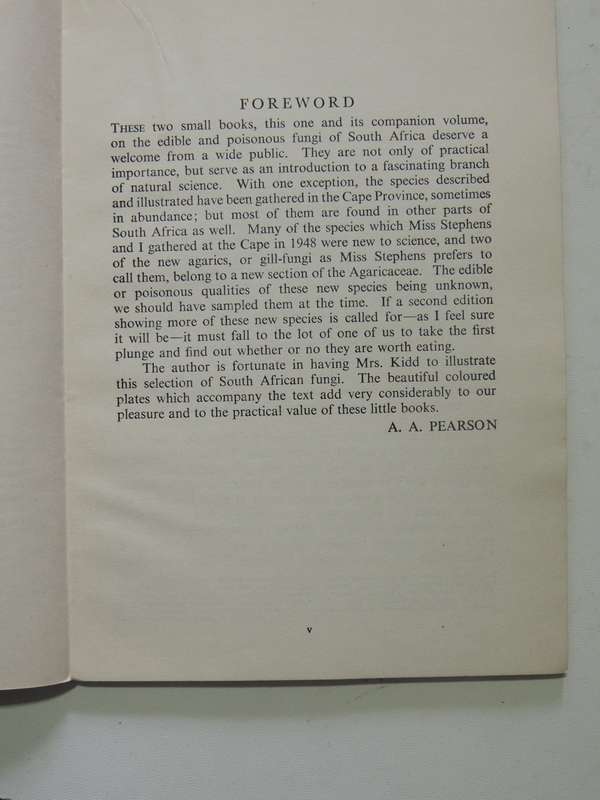 FOREWORD
THESE two small books, this one and its companion volume,
on the edible and poisonous fungi of South Africa deserve a
welcome from a wide public. They are not only of practical
importance, but serve as an introduction to a fascinating branch
of natural science. With one exception, the species described
and illustrated have been gathered in the Cape Province, sometimes
in abundance; but most of them are found in other parts of
South Africa as well. Many of the species which Miss Stephens
and I gathered at the Cape in 1948 were new to science, and two
of the new agarics, or gill-fungi as Miss Stephens prefers to
call them, belong to a new section of the Agaricaceae. The edible
or poisonous qualities of these new species being unknown,
we should have sampled them at the time. If a second edition
showing more of these new species is called for—as I feel sure
it will be—it must fall to the lot of one of us to take the first
plunge and find out whether or no they are worth eating.
The author is fortunate in having Mrs. Kidd to illustrate
this selection of South African fungi. The beautiful coloured
plates which accompany the text add very considerably to our
pleasure and to the practical value of these little books.
A. A. PEARSON
v